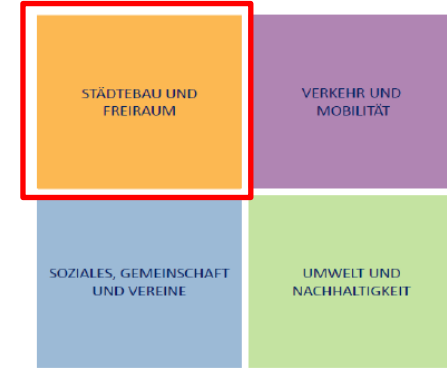 STÄDTEBAU UND
FREIRAUM
VERKEHR UND
MOBILITÄT
SOZIALES, GEMEINSCHAFT
UND VEREINE
UMWELT UND
NACHHALTIGKEIT